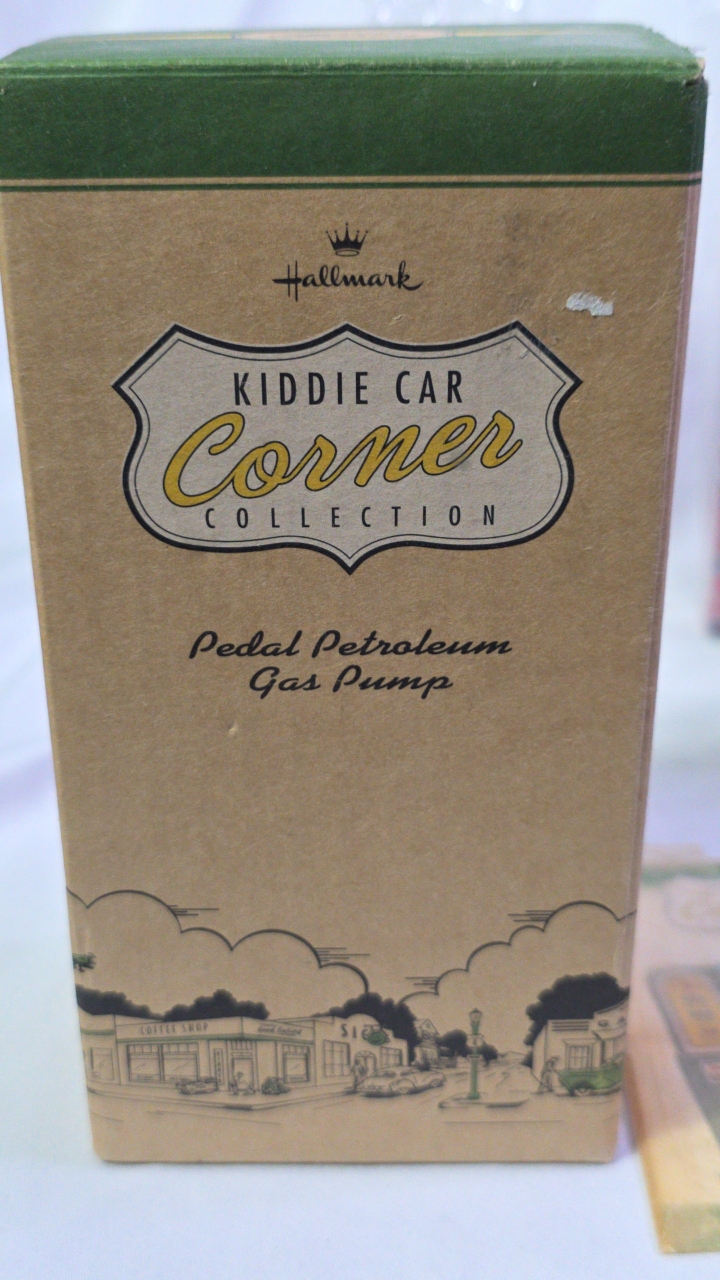 Hallmark
KIDDIE CAR
Corner
COLLECTION
Pedal Petroleum
Gas Pump
COFFEE SHOP